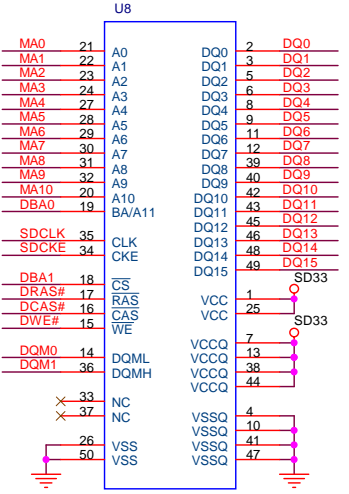 U8
MA0 21 A0 DQ0 2 DQ0
MA1 22 A1 DQ1 3 DQ1
MA2 23 A2 DQ2 5 DQ2
MA3 24 A3 DQ3 6 DQ3
MA4 27 A4 DQ4 8 DQ4
MA5 28 A5 DQ5 9 DQ5
MA6 29 A6 DQ6 11 DQ6
MA7 30 A7 DQ7 12 DQ7
MA8 31 A8 DQ8 39 DQ8
MA9 32 A9 DQ9 40 DQ9
MA10 20 A10 DQ10 42 DQ10
DBA0 19 BA/A11 DQ11 43 DQ11
DQ12 45 DQ12
SDCLK 35 CLK DQ13 46 DQ13
SDCKE 34 CKE DQ14 48 DQ14
DQ15 49 DQ15
SD33
DBA1 18 CS
DRAS# 17 RAS VCC 1
DCAS# 16 CAS VCC 25
DWE# 15 WE
SD33
VCCQ 7
DQM0 14 DQML VCCQ 13
DQM1 36 DQMH VCCQ 38
VCCQ 44
33 NC
37 NC VSSQ 4
VSSQ 10
26 VSS VSSQ 41
50 VSS VSSQ 47